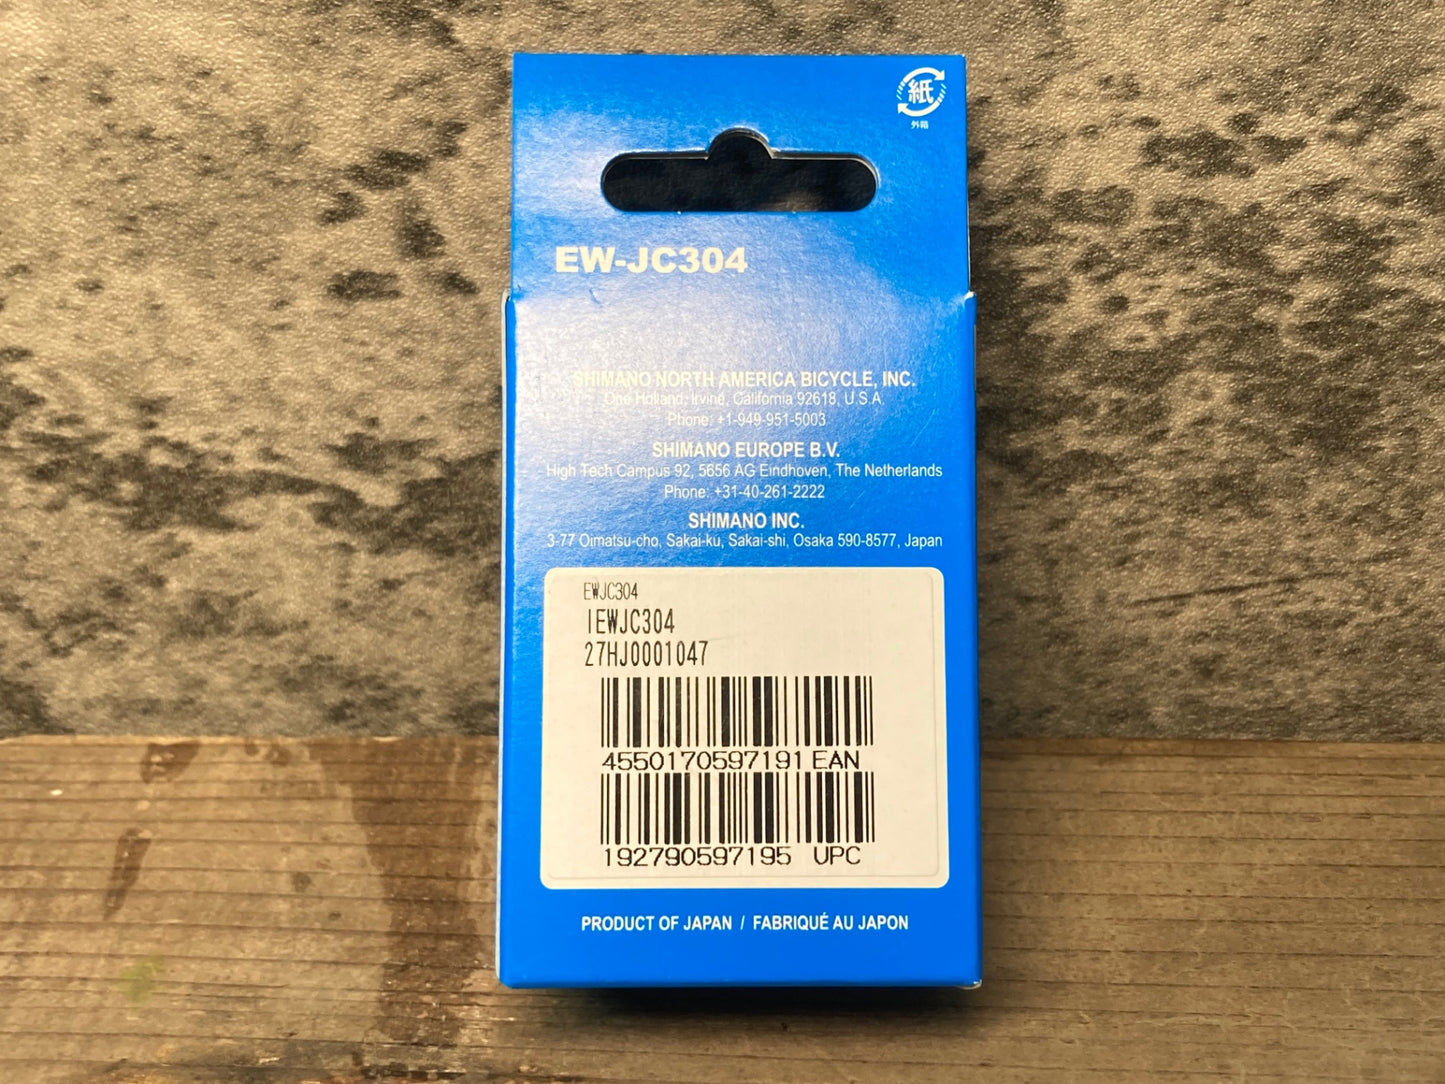 紙
外箱
EW-JC304
SHIMANO NORTH AMERICA BICYCLE, INC.
One Holland, Irvine, California 92618, U.S.A.
Phone: +1-949-951-5003
SHIMANO EUROPE B.V.
High Tech Campus 92, 5656 AG Eindhoven, The Netherlands
Phone: +31-40-261-2222
SHIMANO INC.
3-77 Oimatsu-cho, Sakai-ku, Sakai-shi, Osaka 590-8577, Japan
EWJC304
IEWJC304
27HJ0001047
4550170597191 EAN
192790597195 UPC
PRODUCT OF JAPAN / FABRIQUÉ AU JAPON